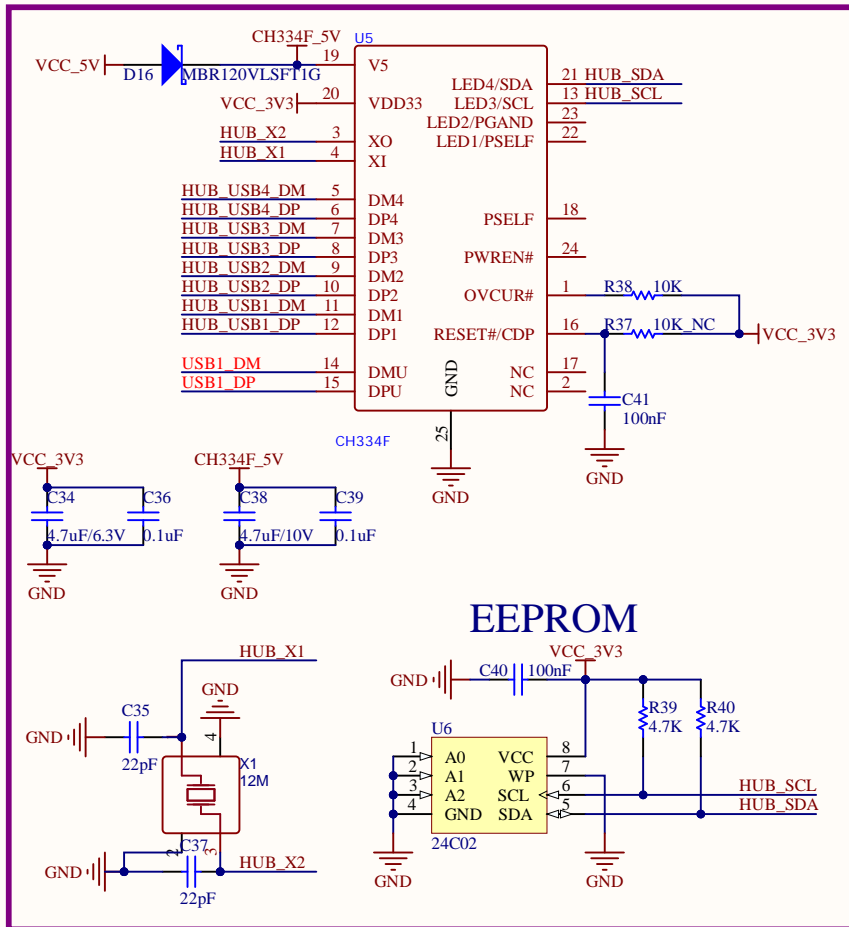 CH334F_5V
U5
VCC_5V
D16
MBR120VLSFT1G
19
V5
VCC_3V3
20
VDD33
HUB_X2
3
XO
HUB_X1
4
XI
HUB_USB4_DM
5
DM4
HUB_USB4_DP
6
DP4
HUB_USB3_DM
7
DM3
HUB_USB3_DP
8
DP3
HUB_USB2_DM
9
DM2
HUB_USB2_DP
10
DP2
HUB_USB1_DM
11
DM1
HUB_USB1_DP
12
DP1
USB1_DM
14
DMU
USB1_DP
15
DPU
LED4/SDA
21
HUB_SDA
LED3/SCL
13
HUB_SCL
LED2/PGAND
23
LED1/PSELF
22
PSELF
18
PWREN#
24
OVCUR#
1
R38
10K
RESET#/CDP
16
R37
10K_NC
VCC_3V3
NC
17
NC
2
GND
25
GND
C41
100nF
GND
CH334F
VCC_3V3
C34
4.7uF/6.3V
C36
0.1uF
GND
CH334F_5V
C38
4.7uF/10V
C39
0.1uF
GND
EEPROM
HUB_X1
GND
GND
C35
22pF
4
X1
12M
2
3
GND
C37
22pF
HUB_X2
VCC_3V3
GND
C40
100nF
R39
4.7K
R40
4.7K
U6
1
A0
VCC
8
2
A1
WP
7
3
A2
SCL
6
HUB_SCL
4
GND
SDA
5
HUB_SDA
24C02
GND
GND